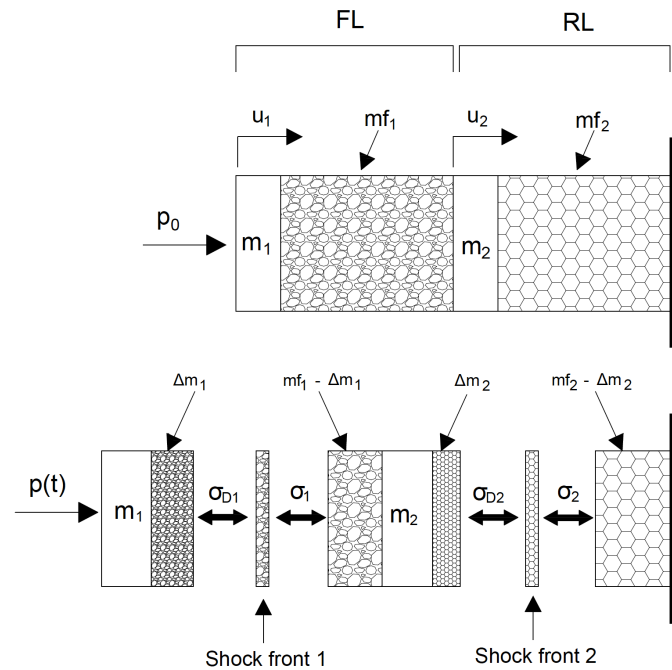 FL RL
u₁ mf₁ u₂ mf₂
p₀
m₁ m₂
Δm₁ mf₁ - Δm₁ Δm₂ mf₂ - Δm₂
p(t)
m₁ σD1 σ₁ m₂ σD2 σ₂
Shock front 1 Shock front 2